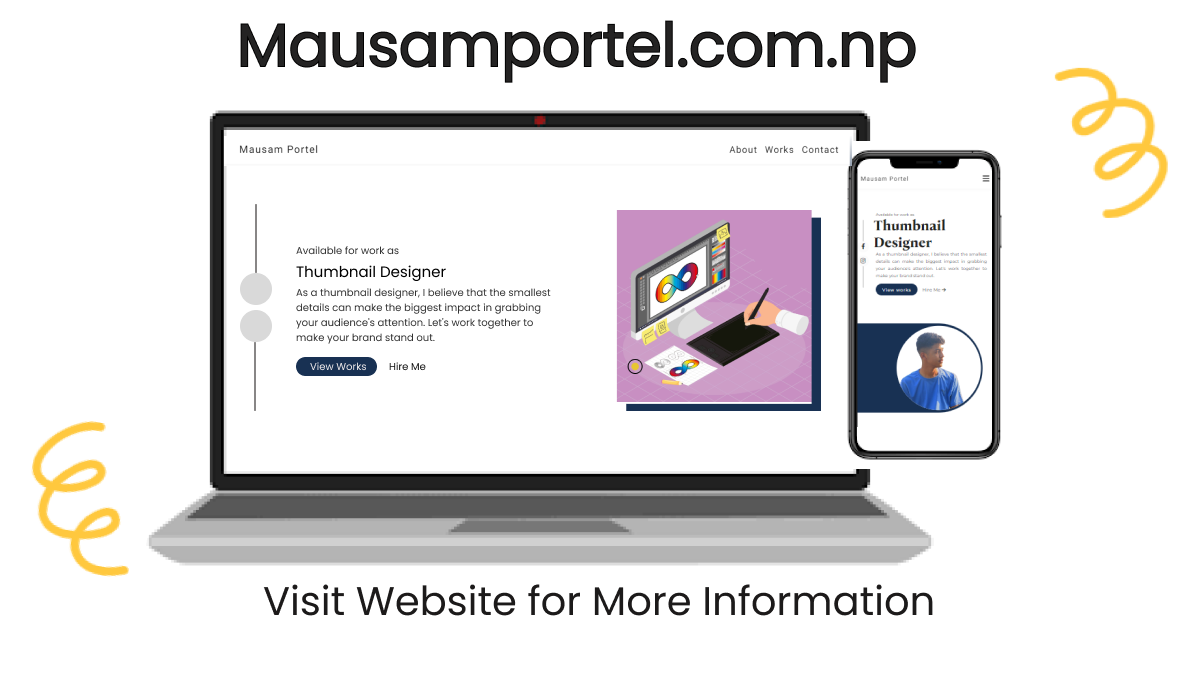 Mausamportel.com.np
Mausam Portel
About Works Contact
Available for work as
Thumbnail Designer
As a thumbnail designer, I believe that the smallest
details can make the biggest impact in grabbing
your audience's attention. Let's work together to
make your brand stand out.
View Works Hire Me
Mausam Portel
Available for work as
Thumbnail
Designer
As a thumbnail designer, I believe that the smallest
details can make the biggest impact in grabbing
your audience's attention. Let's work together to
make your brand stand out.
View works Hire Me
Visit Website for More Information